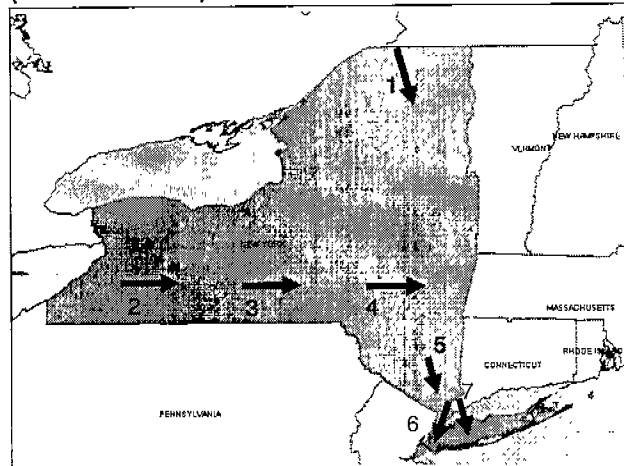 1
VERMONT
NEW HAMPSHIRE
NEW YORK
2
3
4
MASSACHUSETTS
5
CONNECTICUT
RHODE ISLAND
7
PENNSYLVANIA
6